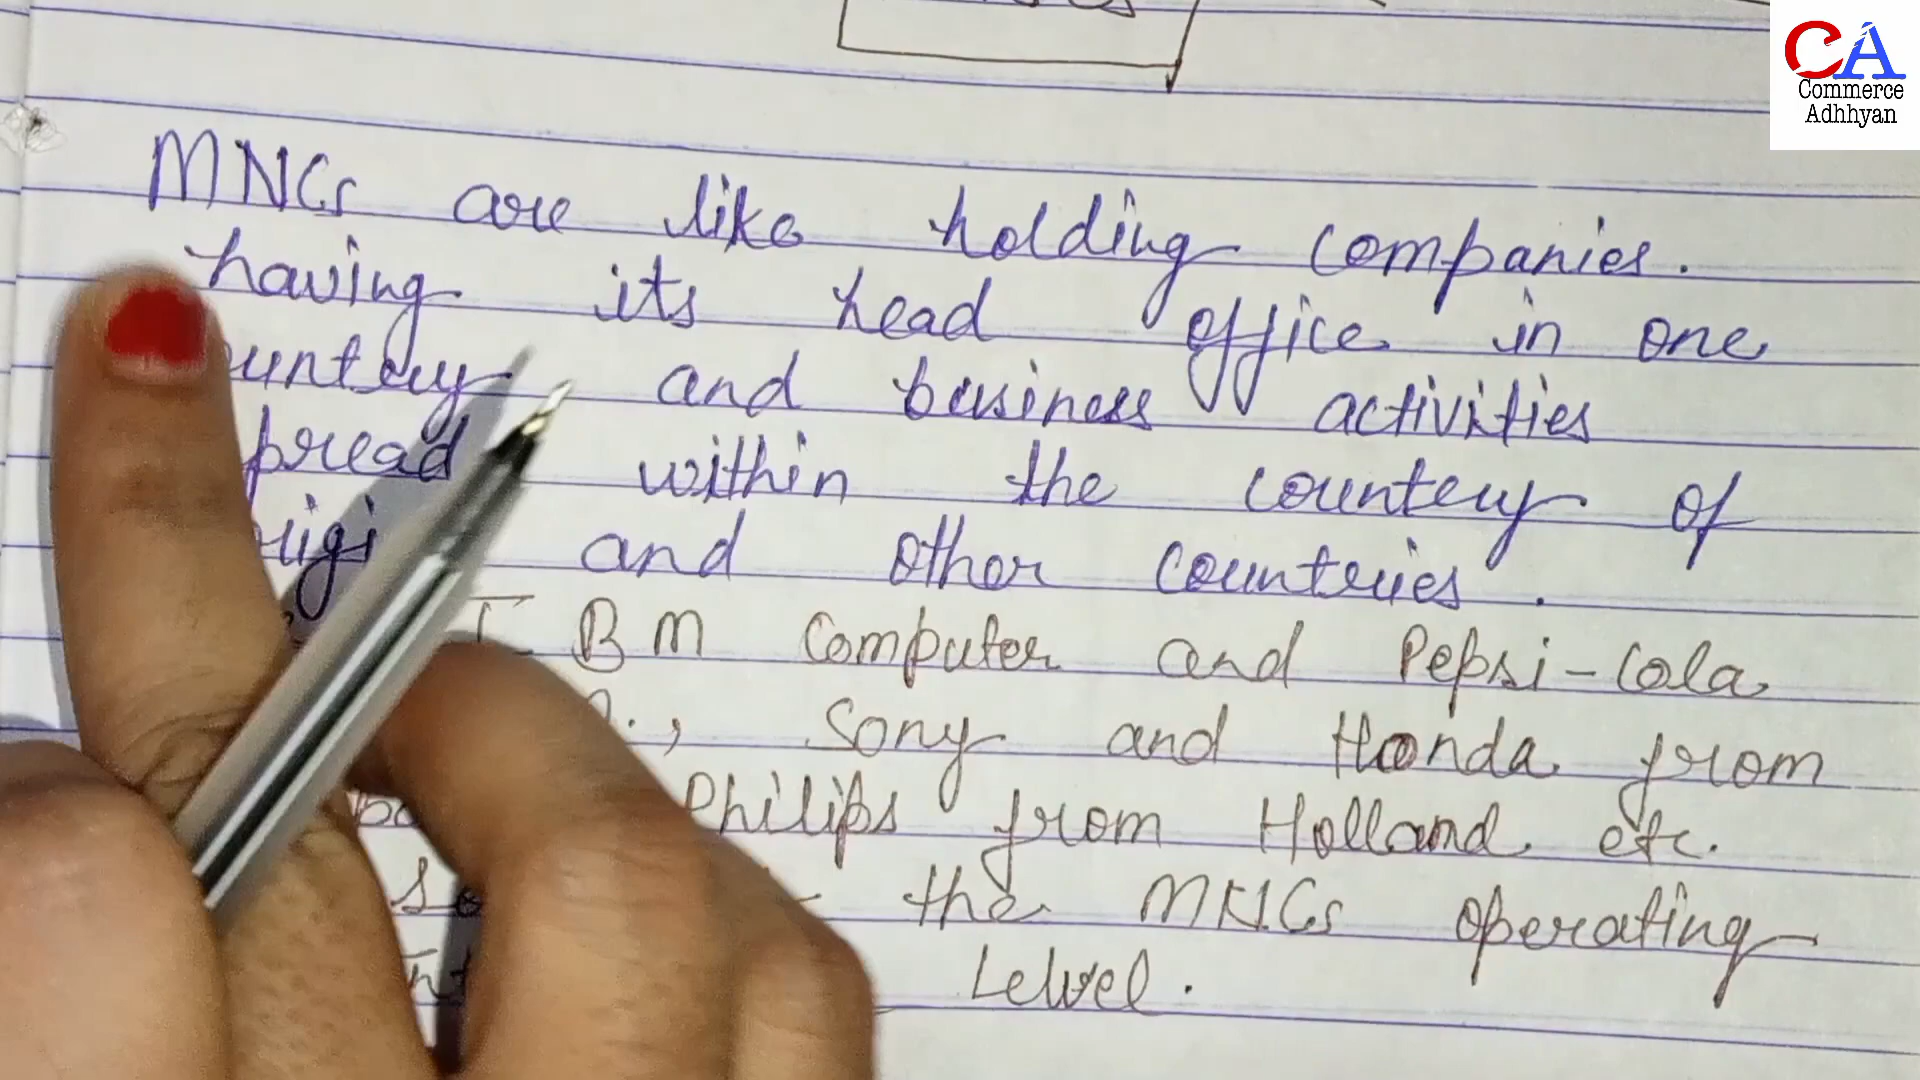 CA
Commerce
Adhhyan
MNCs are like holding companies.
having its head office in one
and business activities
within the country of
and other countries.
IBM Computer and Pepsi-Cola
Sony and Honda from
Philips from Holland etc.
the MNCs operating
Level.